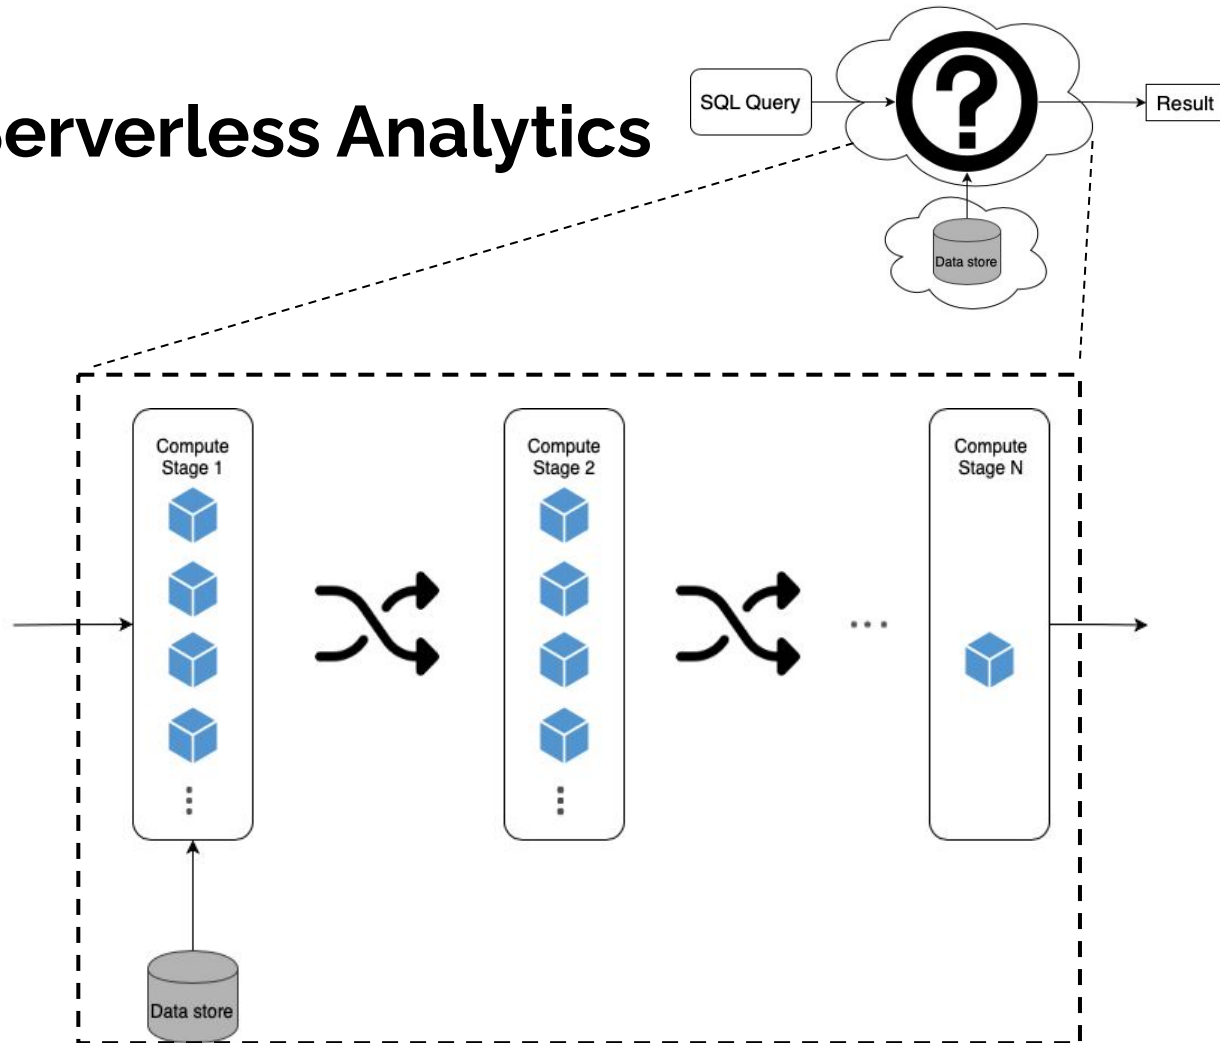 erverless Analytics
SQL Query
?
Result
Data store
Compute
Stage 1
Compute
Stage 2
...
Compute
Stage N
Data store